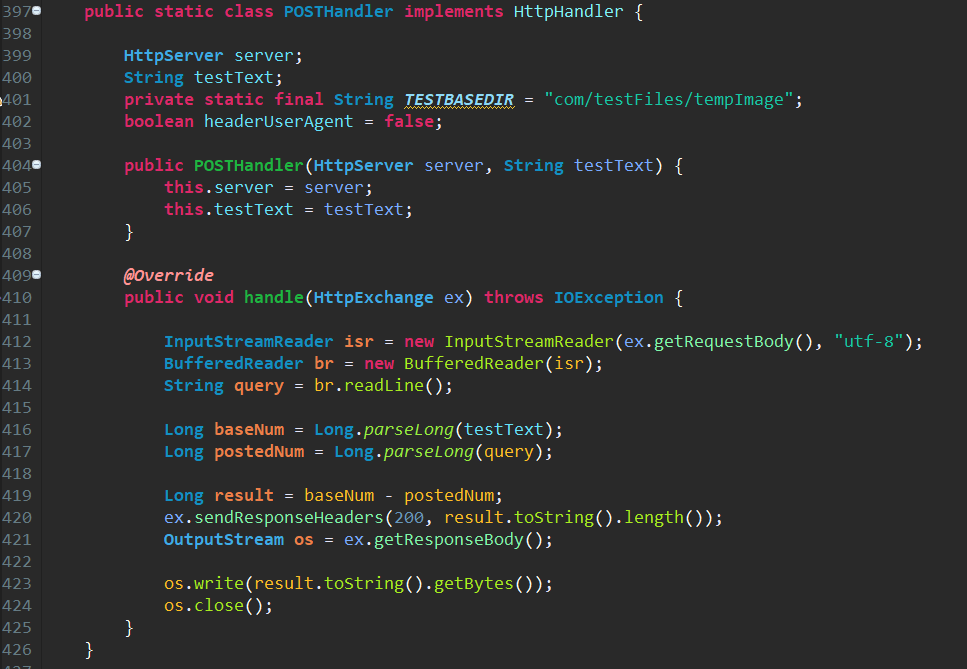 397 public static class POSTHandler implements HttpHandler {
398
399 HttpServer server;
400 String testText;
401 private static final String TESTBASEDIR = "com/testFiles/tempImage";
402 boolean headerUserAgent = false;
403
404 public POSTHandler(HttpServer server, String testText) {
405 this.server = server;
406 this.testText = testText;
407 }
408
409 @Override
410 public void handle(HttpExchange ex) throws IOException {
411
412 InputStreamReader isr = new InputStreamReader(ex.getRequestBody(), "utf-8");
413 BufferedReader br = new BufferedReader(isr);
414 String query = br.readLine();
415
416 Long baseNum = Long.parseLong(testText);
417 Long postedNum = Long.parseLong(query);
418
419 Long result = baseNum - postedNum;
420 ex.sendResponseHeaders(200, result.toString().length());
421 OutputStream os = ex.getResponseBody();
422
423 os.write(result.toString().getBytes());
424 os.close();
425 }
426 }